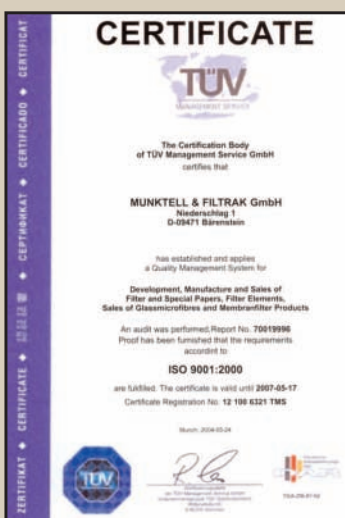 CERTIFICATE
TÜV
MANAGEMENT SERVICE
The Certification Body
of TÜV Management Service GmbH
certifies that
MUNKTELL & FILTRAK GmbH
Niederschlag 1
D-09471 Bärenstein
has established and applies
a Quality Management System for
Development, Manufacture and Sales of
Filter and Special Papers, Filter Elements,
Sales of Glassmicrofibres and Membranfilter Products
An audit was performed, Report No. 70019996
Proof has been furnished that the requirements
accordint to
ISO 9001:2000
are fulfilled. The certificate is valid until 2007-05-17
Certificate Registration No. 12 100 6321 TMS
Munich, 2004-05-24
TÜV
ZERTIFIKAT ◆ CERTIFICATE ◆ ◆ СЕРТИФИКАТ ◆ CERTIFICADO ◆ CERTIFICAT